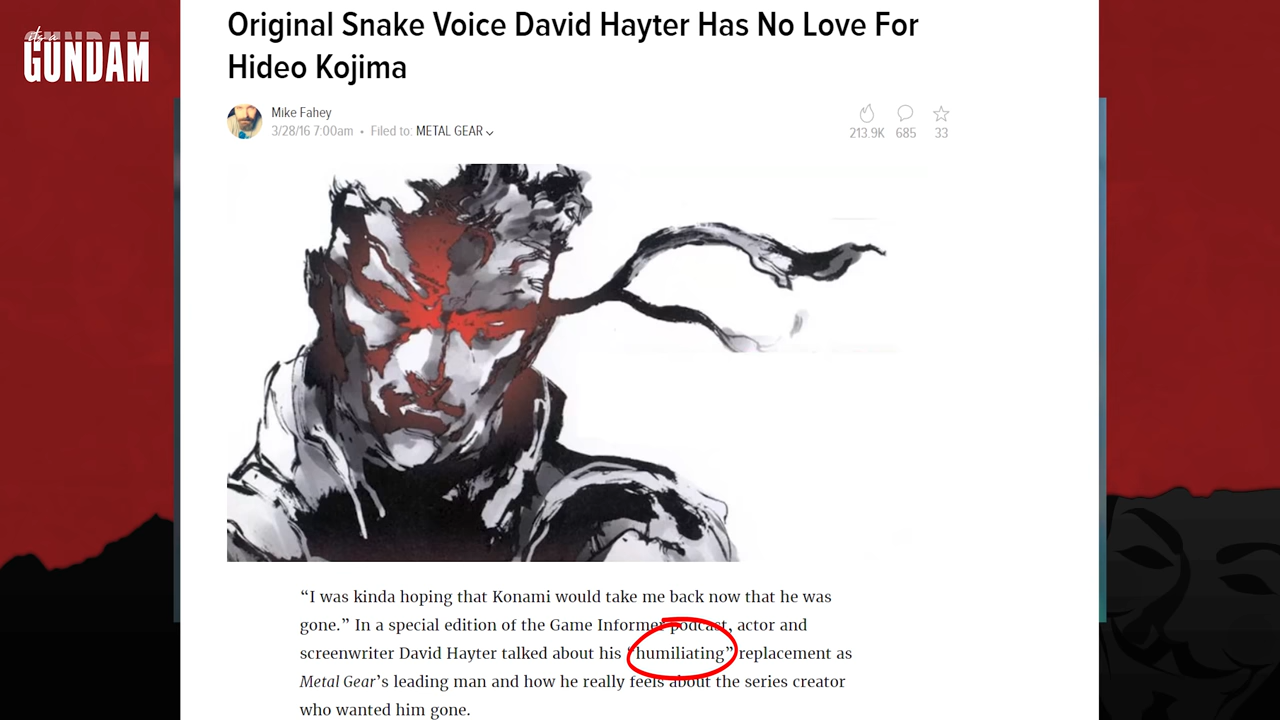 it's a
GUNDAM
Original Snake Voice David Hayter Has No Love For
Hideo Kojima
Mike Fahey
3/28/16 7:00am • Filed to: METAL GEAR
213.9K 685 33
“I was kinda hoping that Konami would take me back now that he was
gone.” In a special edition of the Game Informer podcast, actor and
screenwriter David Hayter talked about his “humiliating” replacement as
Metal Gear’s leading man and how he really feels about the series creator
who wanted him gone.